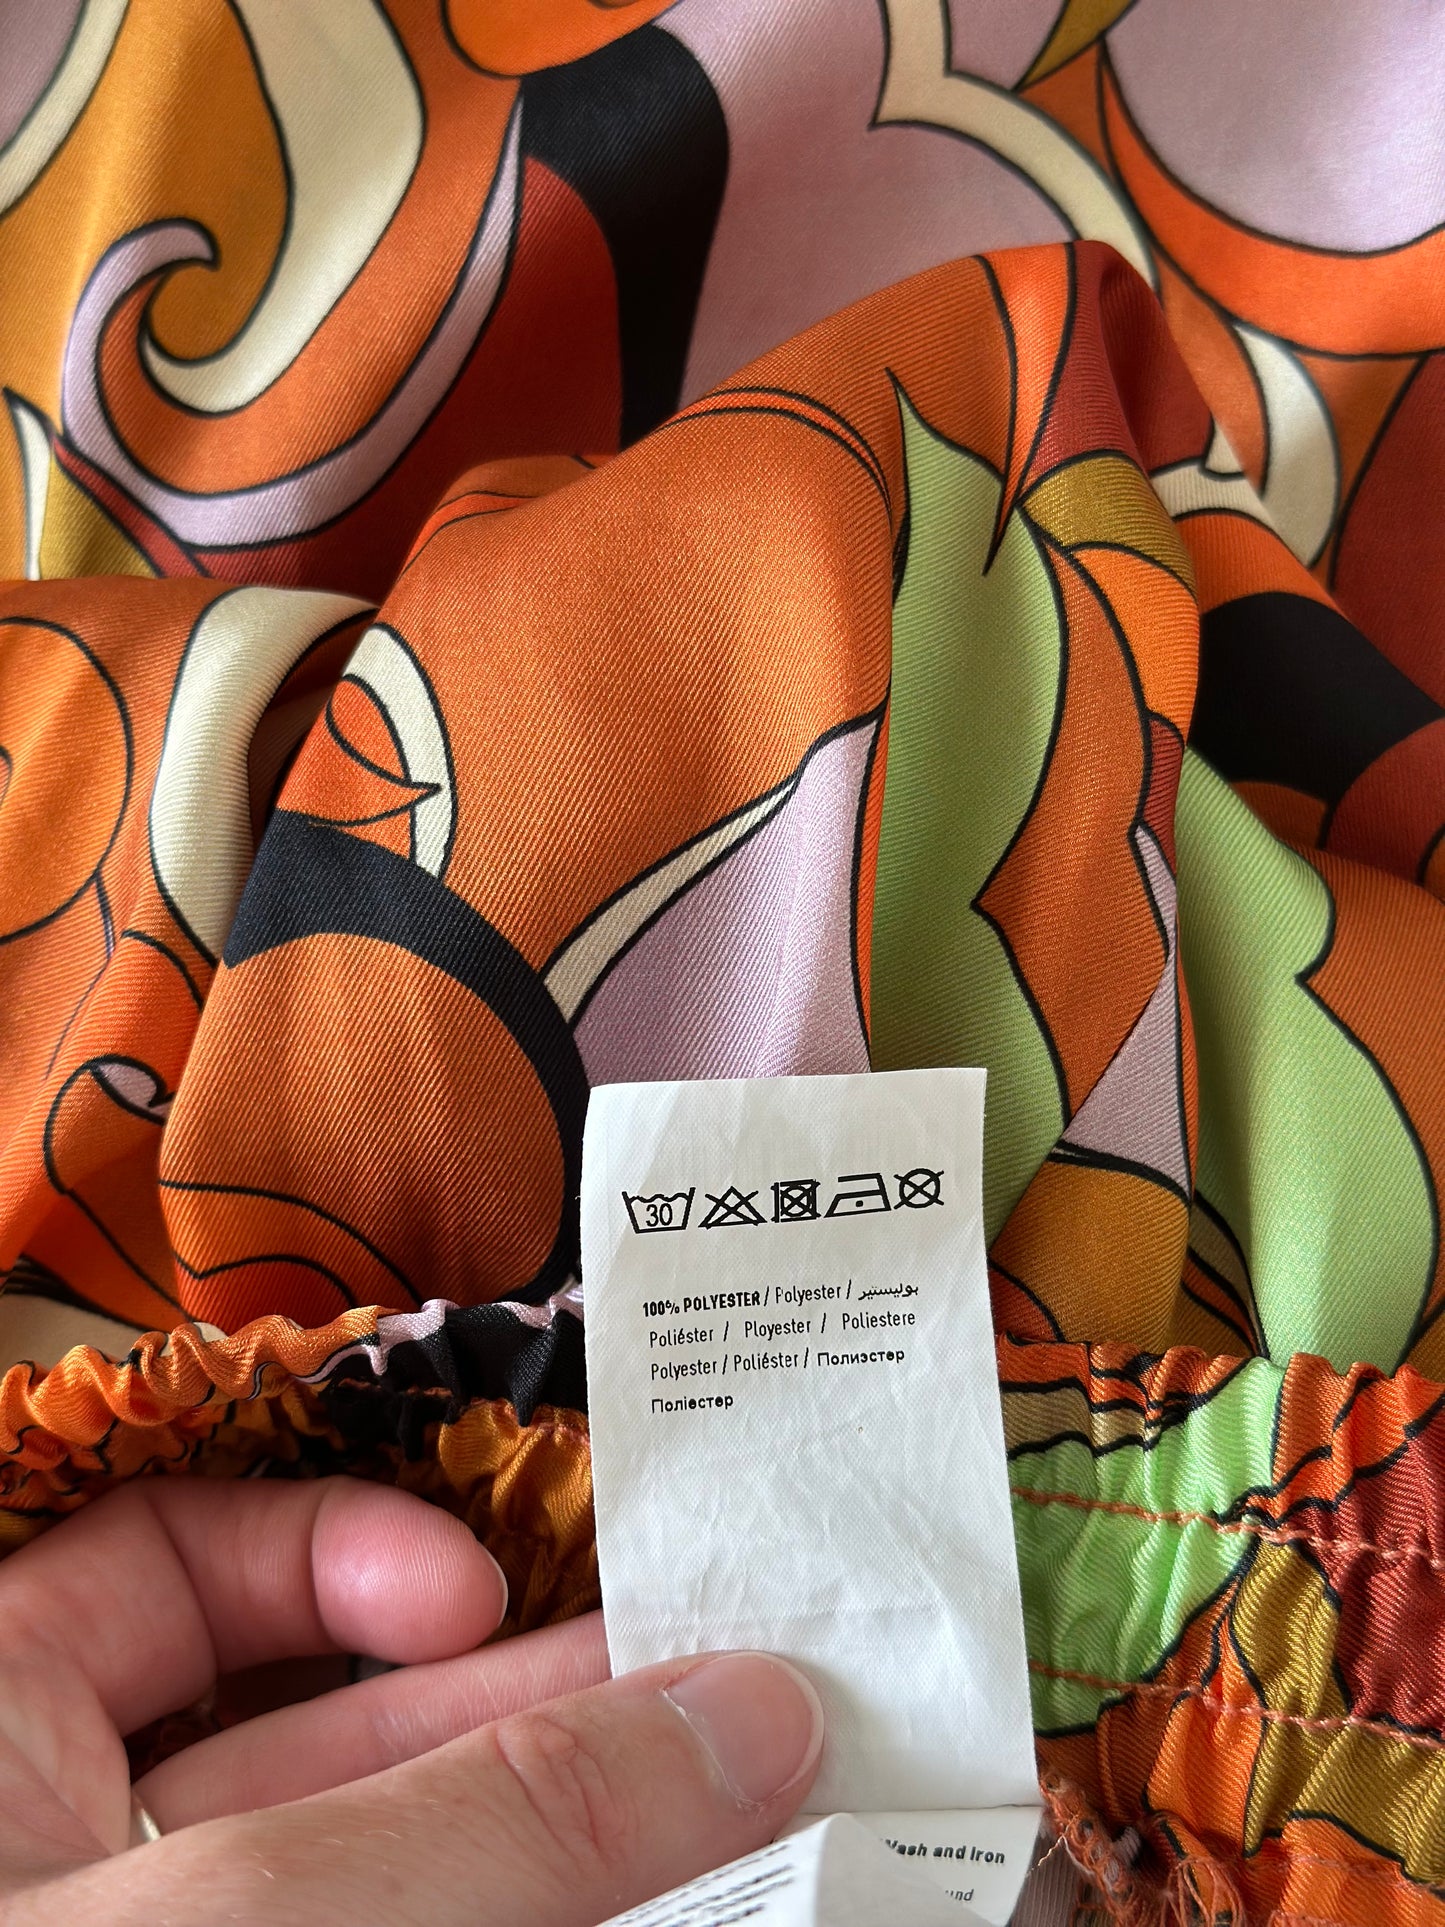 30
100% POLYESTER / Polyester / بوليستير
Poliéster / Ployester / Poliestere
Polyester / Poliéster / Полиэстер
Поліестер
Wash and Iron